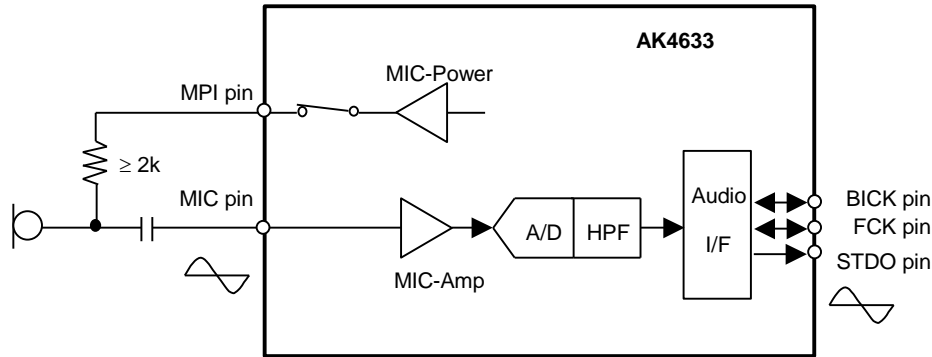 AK4633
MIC-Power
MPI pin
≥ 2k
MIC pin
MIC-Amp
A/D
HPF
Audio
I/F
BICK pin
FCK pin
STDO pin